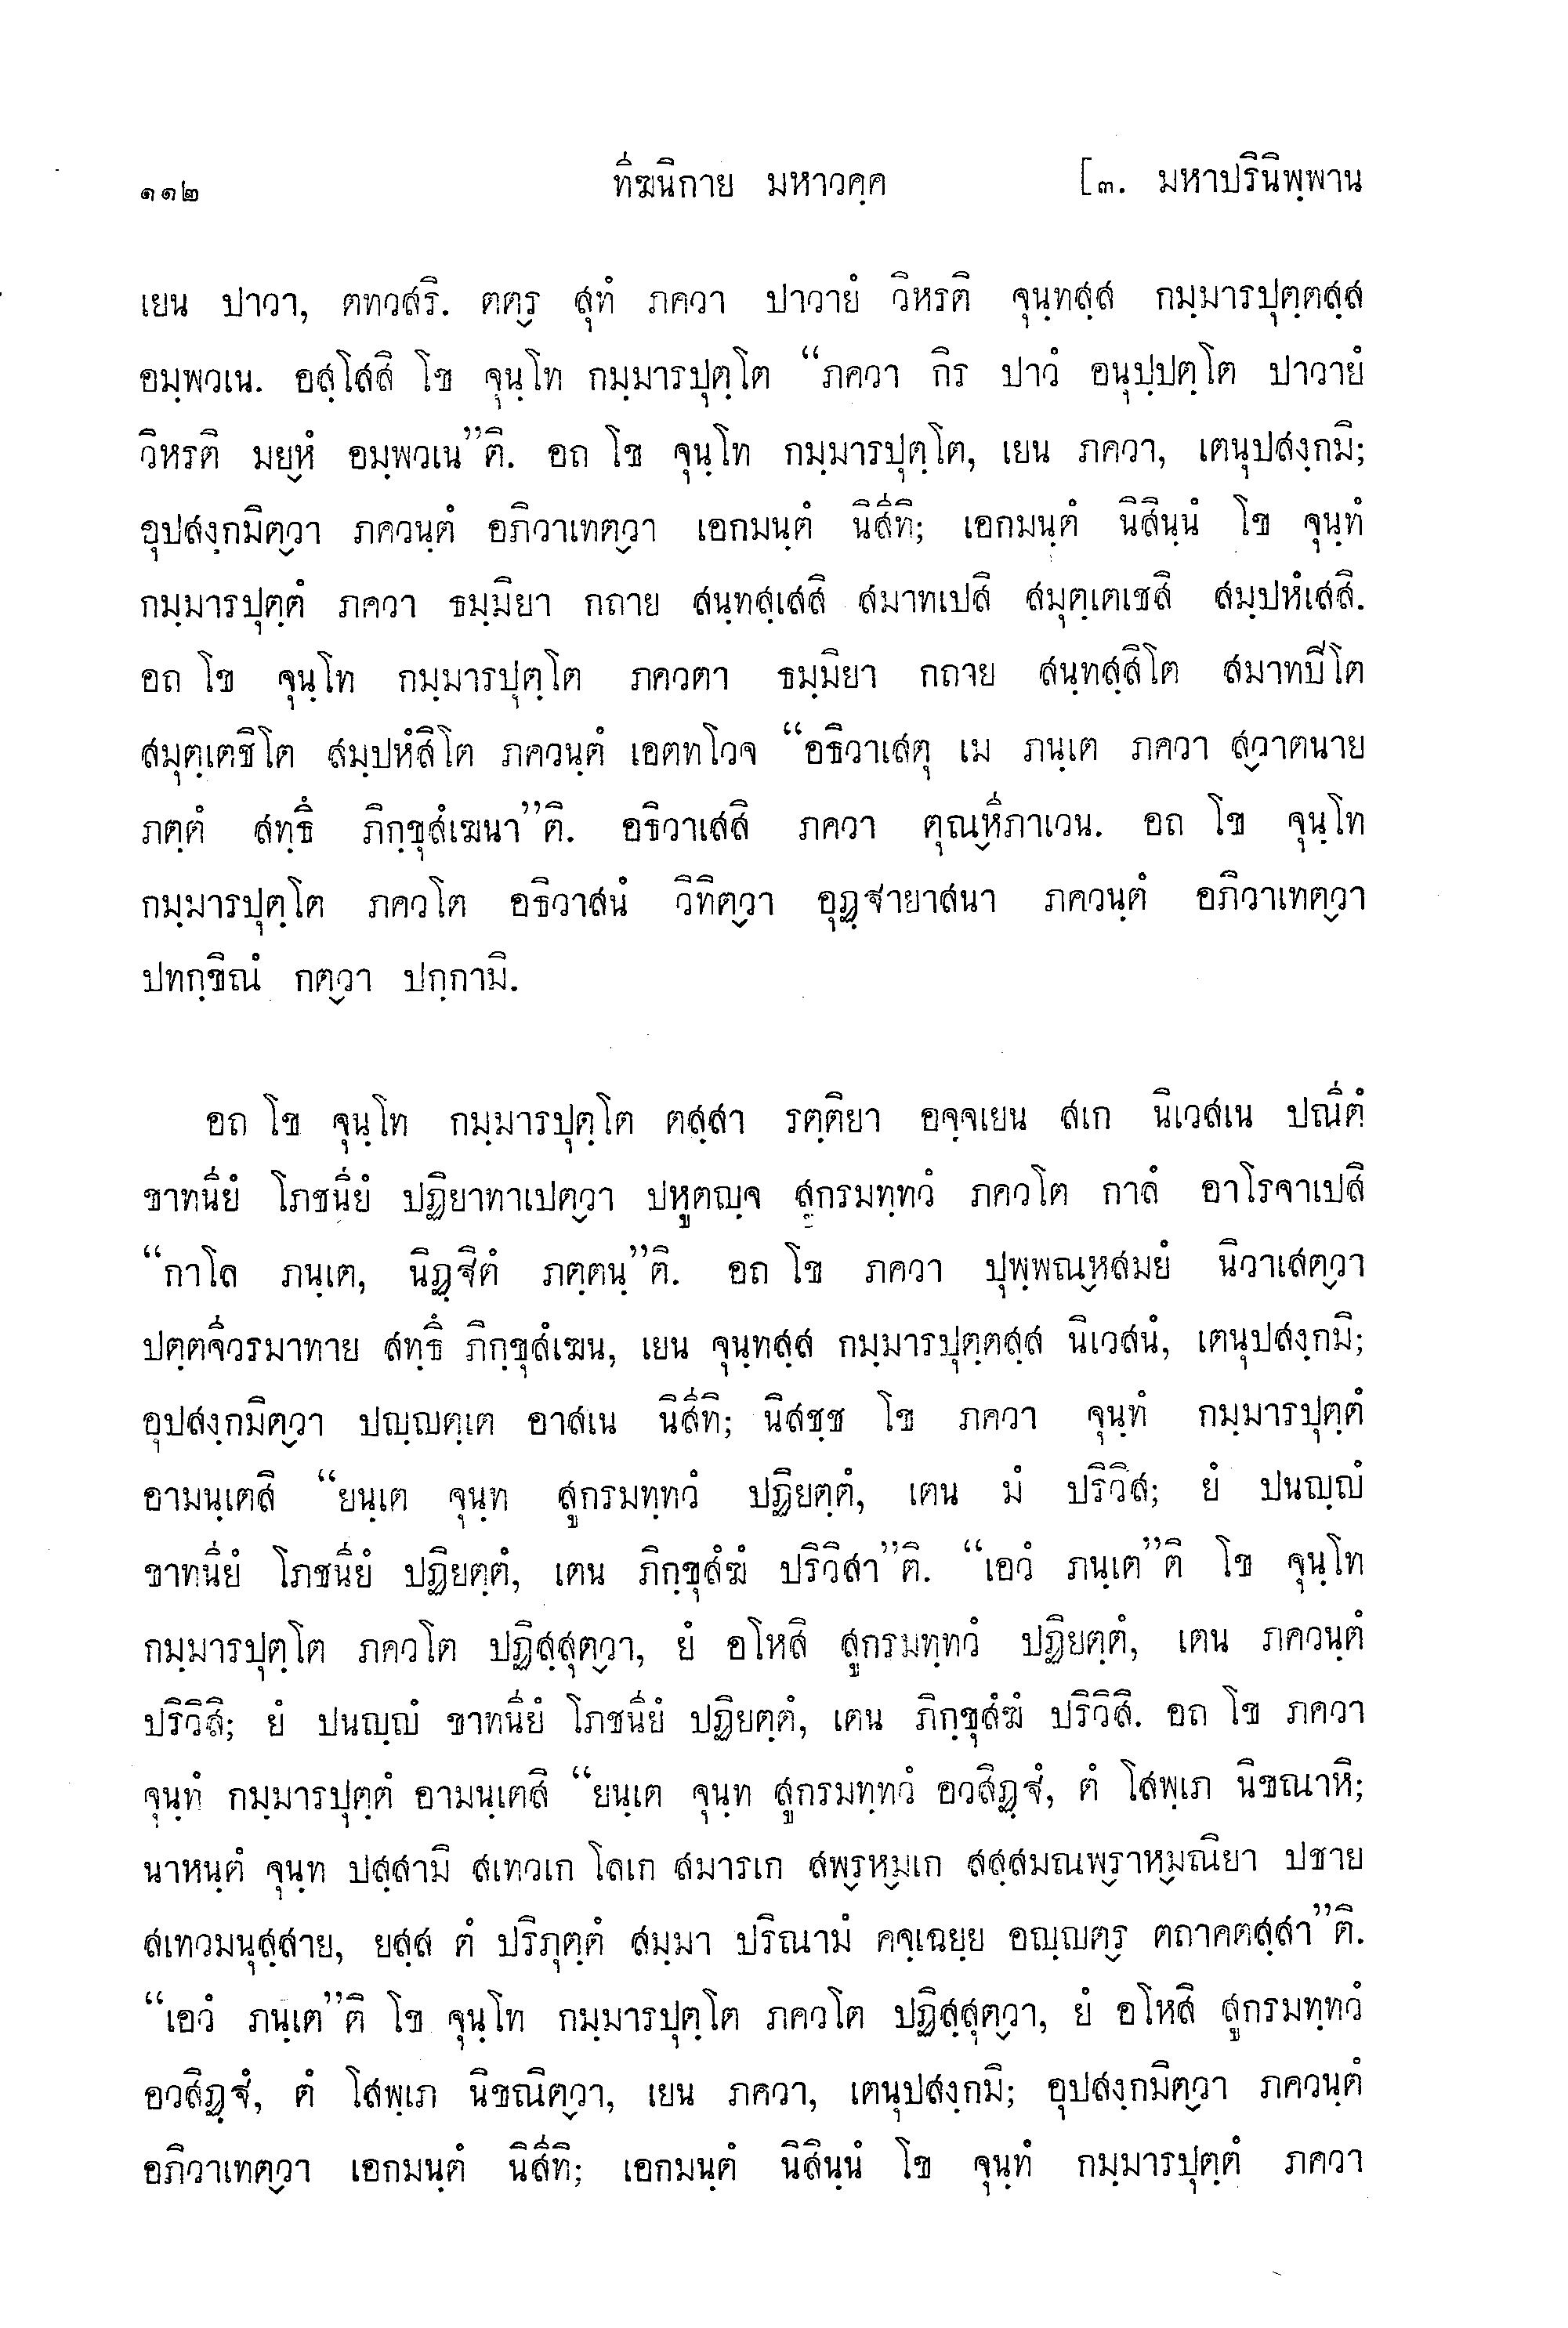 ๑๑๒ ทีฆนิกาย มหาวคฺค [๓. มหาปรินิพฺพาน
เยน ปาวา, ตทวสริ. ตตฺร สุทํ ภควา ปาวายํ วิหรติ จุนฺทสฺส กมฺมารปุตฺตสฺส
อมฺพวเน. อสฺโสสิ โข จุนฺโท กมฺมารปุตฺโต “ภควา กิร ปาวํ อนุปฺปตฺโต ปาวายํ
วิหรติ มยฺหํ อมฺพวเน”ติ. อถ โข จุนฺโท กมฺมารปุตฺโต, เยน ภควา, เตนุปสงฺกมิ;
อุปสงฺกมิตฺวา ภควนฺตํ อภิวาเทตฺวา เอกมนฺตํ นิสีทิ; เอกมนฺตํ นิสินฺนํ โข จุนฺทํ
กมฺมารปุตฺตํ ภควา ธมฺมิยา กถาย สนฺทสฺเสสิ สมาทเปสิ สมุตฺเตเชสิ สมฺปหํเสสิ.
อถ โข จุนฺโท กมฺมารปุตฺโต ภควตา ธมฺมิยา กถาย สนฺทสฺสิโต สมาทปิโต
สมุตฺเตชิโต สมฺปหํสิโต ภควนฺตํ เอตทโวจ “อธิวาเสตุ เม ภนฺเต ภควา สฺวาตนาย
ภตฺตํ สทฺธึ ภิกฺขุสํเฆนา”ติ. อธิวาเสสิ ภควา ตุณฺหีภาเวน. อถ โข จุนฺโท
กมฺมารปุตฺโต ภควโต อธิวาสนํ วิทิตฺวา อุฏฺฐายาสนา ภควนฺตํ อภิวาเทตฺวา
ปทกฺขิณํ กตฺวา ปกฺกามิ.
อถ โข จุนฺโท กมฺมารปุตฺโต ตสฺสา รตฺติยา อจฺจเยน สเก นิเวสเน ปณีตํ
ขาทนียํ โภชนียํ ปฏิยาทาเปตฺวา ปหูตญฺจ สูกรมทฺทวํ ภควโต กาลํ อาโรจาเปสิ
“กาโล ภนฺเต, นิฏฺฐิตํ ภตฺตนฺ”ติ. อถ โข ภควา ปุพฺพณฺหสมยํ นิวาเสตฺวา
ปตฺตจีวรมาทาย สทฺธึ ภิกฺขุสํเฆน, เยน จุนฺทสฺส กมฺมารปุตฺตสฺส นิเวสนํ, เตนุปสงฺกมิ;
อุปสงฺกมิตฺวา ปญฺญตฺเต อาสเน นิสีทิ; นิสชฺช โข ภควา จุนฺทํ กมฺมารปุตฺตํ
อามนฺเตสิ “ยนฺเต จุนฺท สูกรมทฺทวํ ปฏิยตฺตํ, เตน มํ ปริวิส; ยํ ปนญฺญํ
ขาทนียํ โภชนียํ ปฏิยตฺตํ, เตน ภิกฺขุสํฆํ ปริวิสา”ติ. “เอวํ ภนฺเต”ติ โข จุนฺโท
กมฺมารปุตฺโต ภควโต ปฏิสฺสุตฺวา, ยํ อโหสิ สูกรมทฺทวํ ปฏิยตฺตํ, เตน ภควนฺตํ
ปริวิสิ; ยํ ปนญฺญํ ขาทนียํ โภชนียํ ปฏิยตฺตํ, เตน ภิกฺขุสํฆํ ปริวิสิ. อถ โข ภควา
จุนฺทํ กมฺมารปุตฺตํ อามนฺเตสิ “ยนฺเต จุนฺท สูกรมทฺทวํ อวสิฏฺฐํ, ตํ โสพฺเภ นิขณาหิ;
นาหนฺตํ จุนฺท ปสฺสามิ สเทวเก โลเก สมารเก สพฺรหฺมเก สสฺสมณพฺราหฺมณิยา ปชาย
สเทวมนุสฺสาย, ยสฺส ตํ ปริภุตฺตํ สมฺมา ปริณามํ คจฺเฉยฺย อญฺญตฺร ตถาคตสฺสา”ติ.
“เอวํ ภนฺเต”ติ โข จุนฺโท กมฺมารปุตฺโต ภควโต ปฏิสฺสุตฺวา, ยํ อโหสิ สูกรมทฺทวํ
อวสิฏฺฐํ, ตํ โสพฺเภ นิขณิตฺวา, เยน ภควา, เตนุปสงฺกมิ; อุปสงฺกมิตฺวา ภควนฺตํ
อภิวาเทตฺวา เอกมนฺตํ นิสีทิ; เอกมนฺตํ นิสินฺนํ โข จุนฺทํ กมฺมารปุตฺตํ ภควา